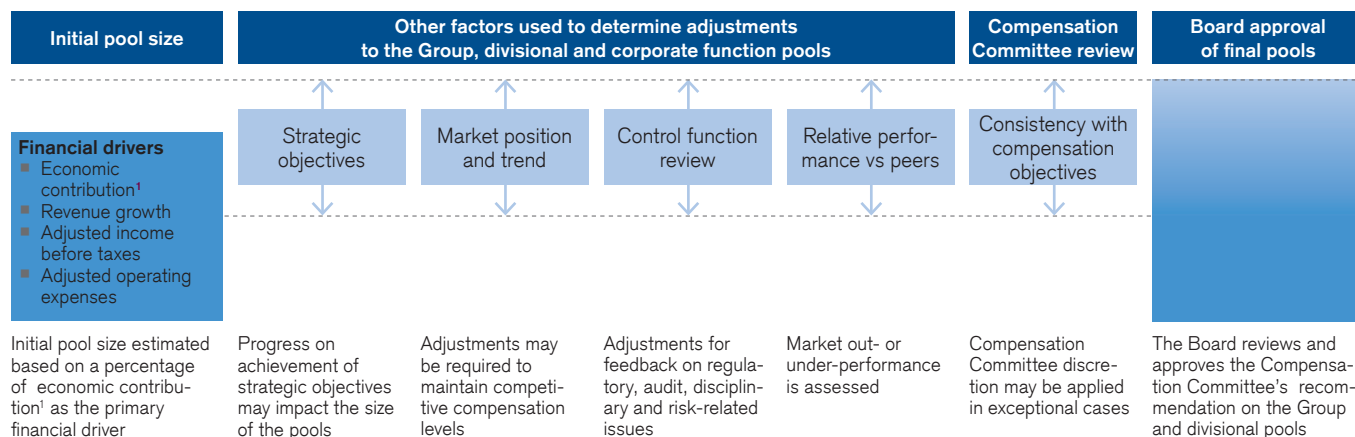 Initial pool size
Other factors used to determine adjustments
to the Group, divisional and corporate function pools
Compensation
Committee review
Board approval
of final pools
Financial drivers
■ Economic
contribution¹
■ Revenue growth
■ Adjusted income
before taxes
■ Adjusted operating
expenses
Strategic
objectives
Market position
and trend
Control function
review
Relative perfor-
mance vs peers
Consistency with
compensation
objectives
Initial pool size estimated
based on a percentage
of economic contribu-
tion¹ as the primary
financial driver
Progress on
achievement of
strategic objectives
may impact the size
of the pools
Adjustments may
be required to
maintain competi-
tive compensation
levels
Adjustments for
feedback on regula-
tory, audit, disciplin-
ary and risk-related
issues
Market out- or
under-performance
is assessed
Compensation
Committee discre-
tion may be applied
in exceptional cases
The Board reviews and
approves the Compensa-
tion Committee's recom-
mendation on the Group
and divisional pools